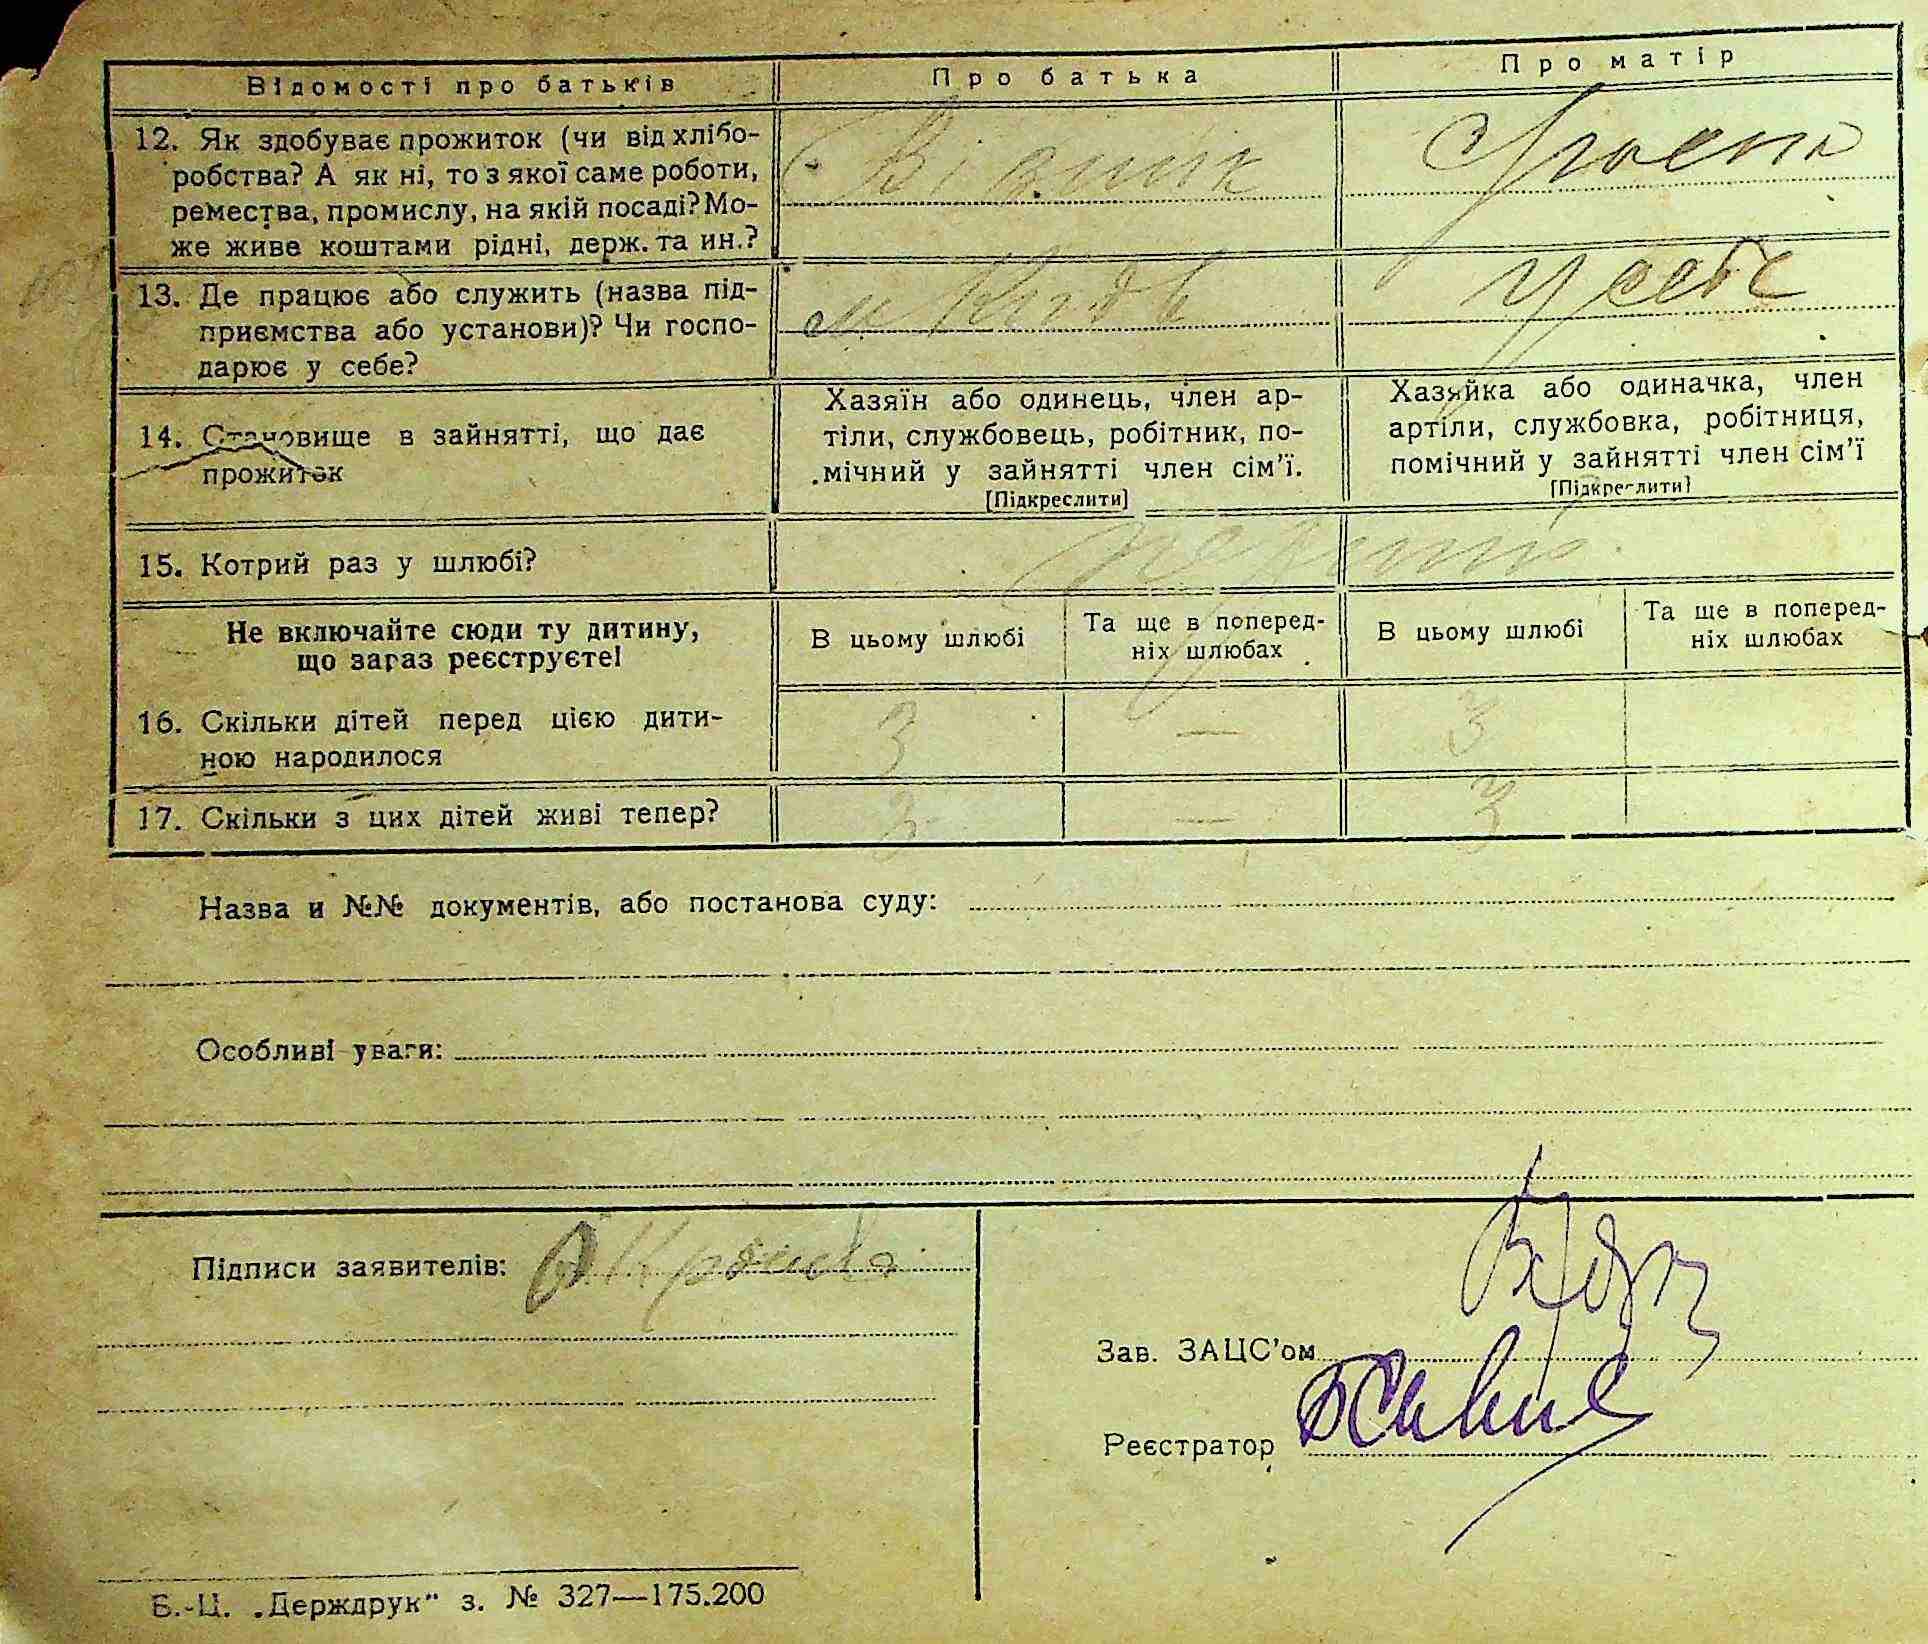 Відомості про батьків
Про батька
Про матір
12. Як здобуває прожиток (чи від хлібо-
робства? А як ні, то з якої саме роботи,
ремества, промислу, на якій посаді? Мо-
же живе коштами рідні, держ. та ин.?
13. Де працює або служить (назва під-
приємства або установи)? Чи госпо-
дарює у себе?
м
у себе
14. Становище в зайнятті, що дає
прожиток
Хазяїн або одинець, член ар-
тіли, службовець, робітник, по-
мічний у зайнятті член сім'ї.
[Підкреслити]
Хазяйка або одиначка, член
артіли, службовка, робітниця,
помічний у зайнятті член сім'ї
[Підкреслити]
15. Котрий раз у шлюбі?
Не включайте сюди ту дитину,
що зараз реєструєте!
В цьому шлюбі
Та ще в поперед-
ніх шлюбах
В цьому шлюбі
Та ще в поперед-
ніх шлюбах
16. Скільки дітей перед цією дити-
ною народилося
3 — 3
17. Скільки з цих дітей живі тепер?
3 — 3
Назва и №№ документів, або постанова суду:
Особливі уваги:
Підписи заявителів:
Зав. ЗАЦС'ом
Реєстратор
Б.-Ц. „Держдрук" з. № 327—175.200